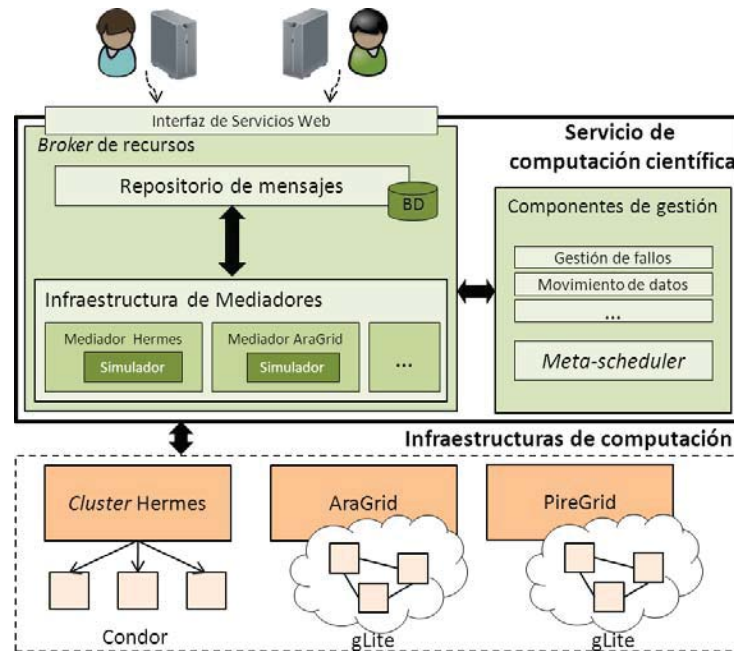 Interfaz de Servicios Web
Broker de recursos
Servicio de
computación científica
Repositorio de mensajes
BD
Componentes de gestión
Gestión de fallos
Movimiento de datos
...
Meta-scheduler
Infraestructura de Mediadores
Mediador Hermes
Simulador
Mediador AraGrid
Simulador
...
Infraestructuras de computación
Cluster Hermes
AraGrid
PireGrid
Condor
gLite
gLite